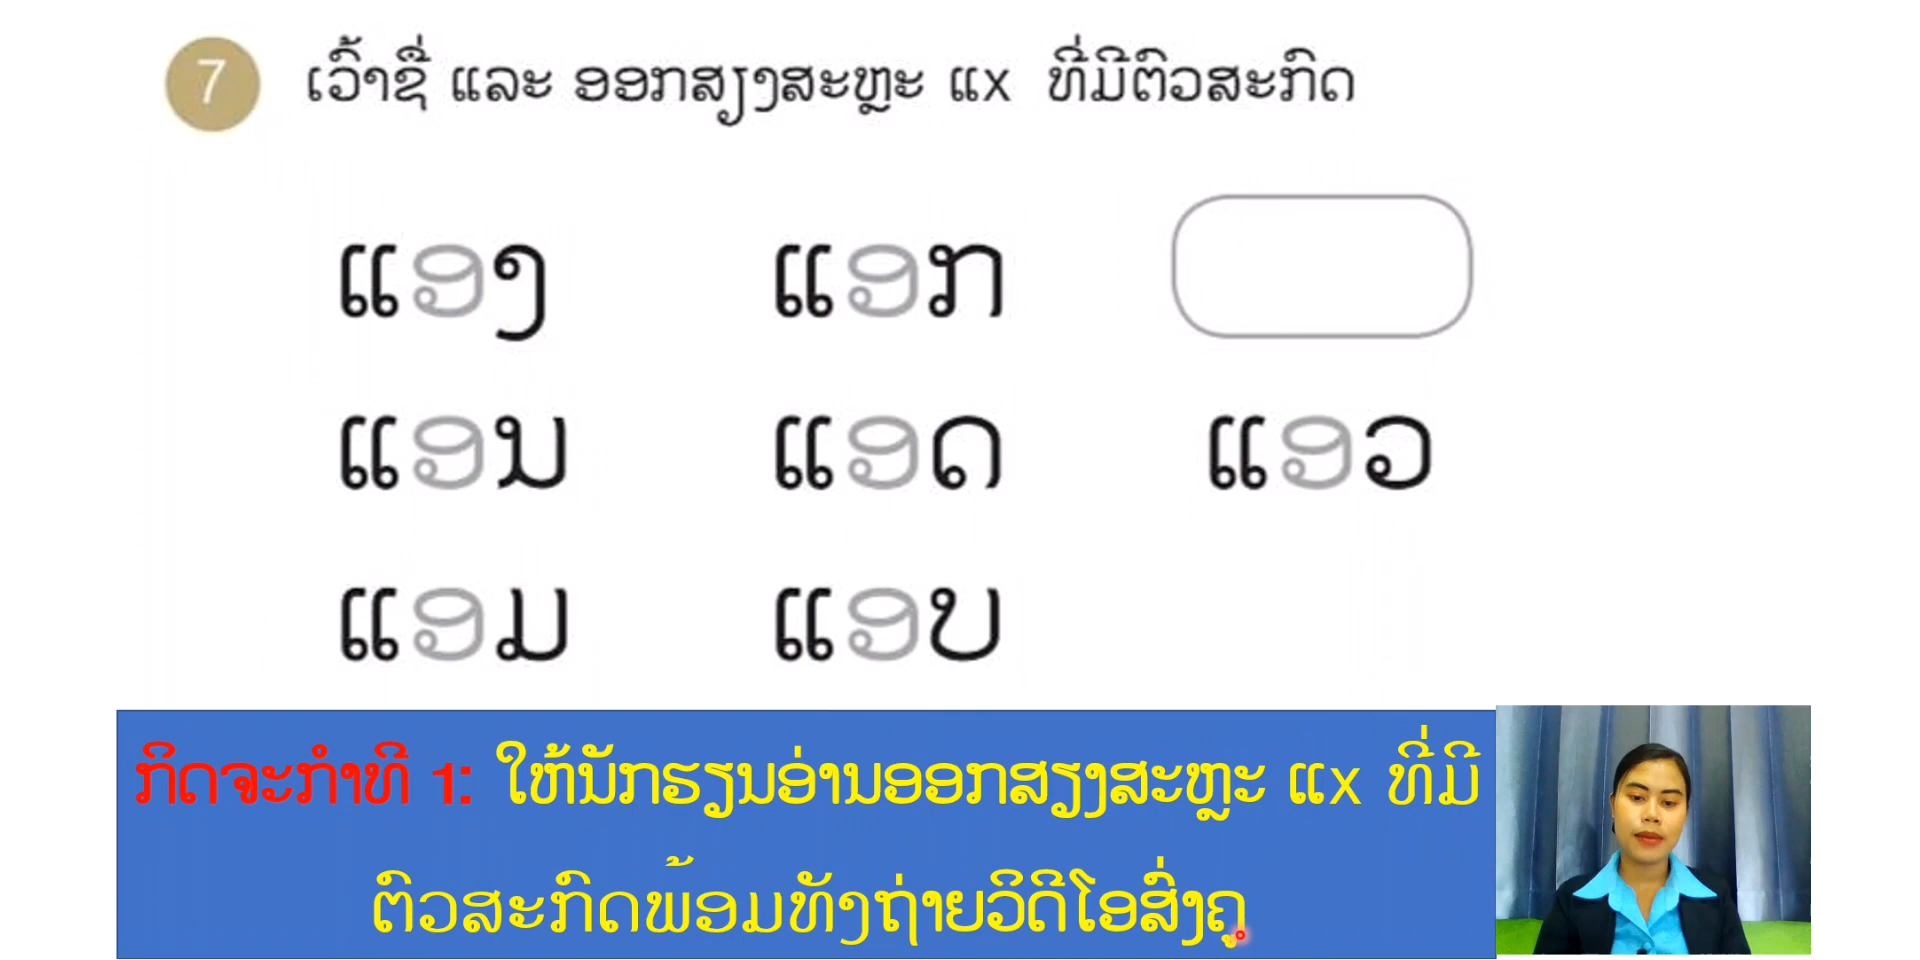 7 ເວົ້າຊື່ ແລະ ອອກສຽງສະຫຼະ ແx ທີ່ມີຕົວສະກົດ
ແອງ ແອກ
ແອນ ແອດ ແອວ
ແອມ ແອບ
ກິດຈະກຳທີ 1: ໃຫ້ນັກຮຽນອ່ານອອກສຽງສະຫຼະ ແx ທີ່ມີ
ຕົວສະກົດພ້ອມທັງຖ່າຍວິດີໂອສົ່ງຄູ